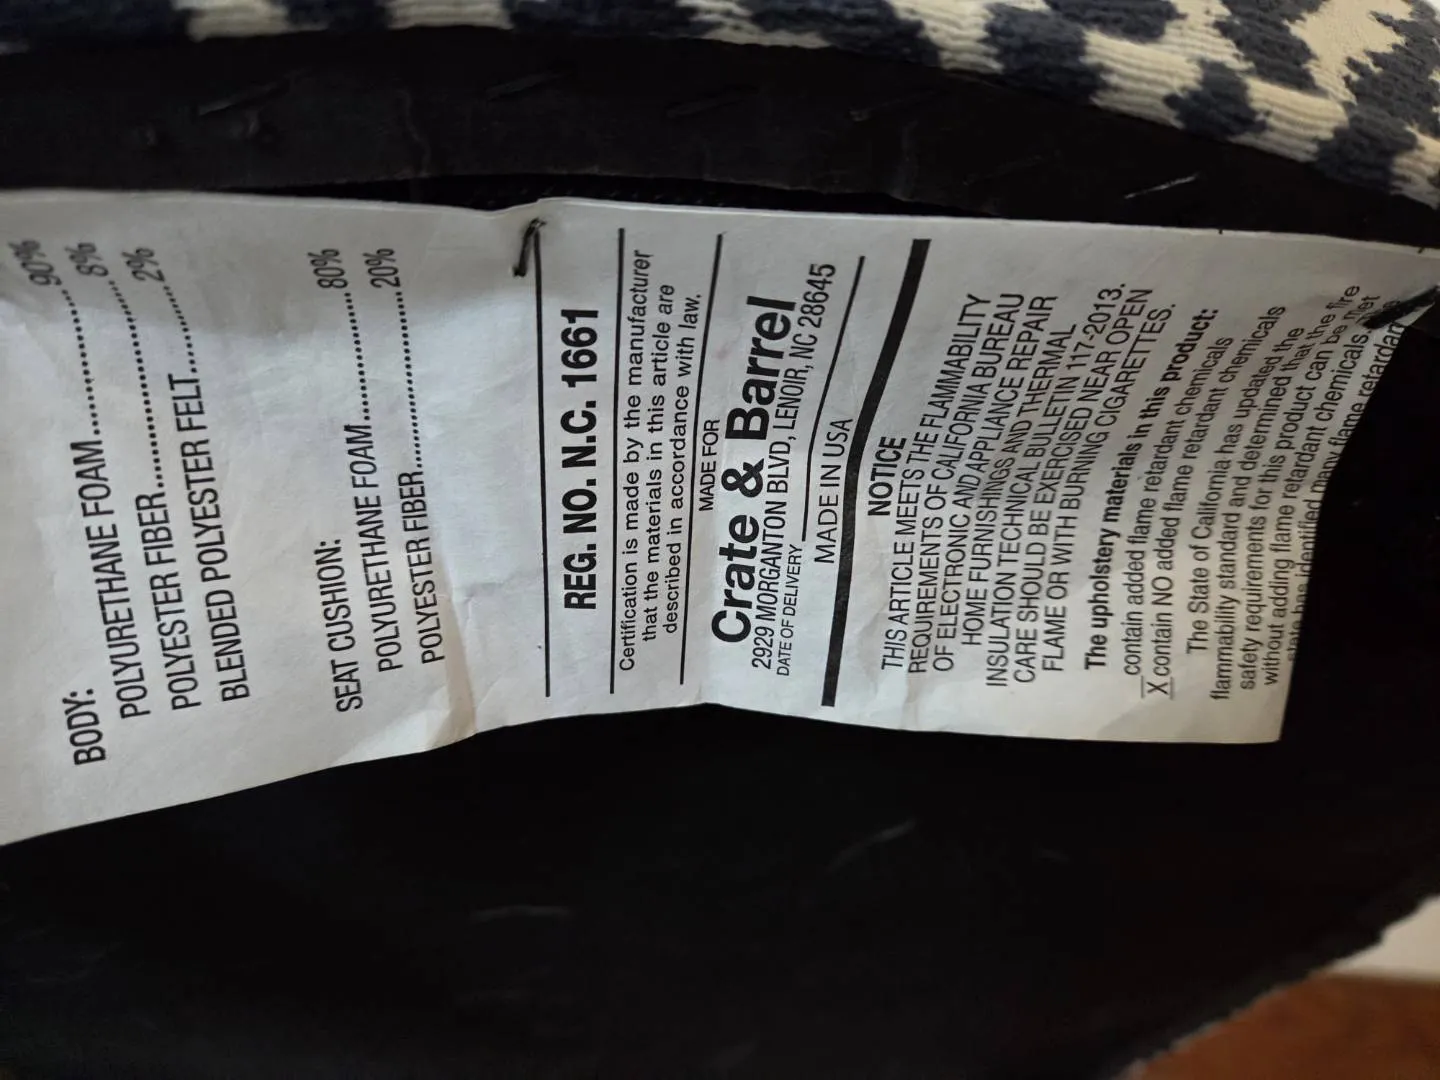 BODY:
POLYURETHANE FOAM..................90%
POLYESTER FIBER........................8%
BLENDED POLYESTER FELT............2%
SEAT CUSHION:
POLYURETHANE FOAM................80%
POLYESTER FIBER......................20%
REG. NO. N.C. 1661
Certification is made by the manufacturer
that the materials in this article are
described in accordance with law.
MADE FOR
Crate & Barrel
2929 MORGANTON BLVD, LENOIR, NC 28645
DATE OF DELIVERY
MADE IN USA
NOTICE
THIS ARTICLE MEETS THE FLAMMABILITY
REQUIREMENTS OF CALIFORNIA BUREAU
OF ELECTRONIC AND APPLIANCE REPAIR
HOME FURNISHINGS AND THERMAL
INSULATION TECHNICAL BULLETIN 117-2013.
CARE SHOULD BE EXERCISED NEAR OPEN
FLAME OR WITH BURNING CIGARETTES.
The upholstery materials in this product:
__contain added flame retardant chemicals
X contain NO added flame retardant chemicals
The State of California has updated the
flammability standard and determined that the fire
safety requirements for this product can be met
without adding flame retardant chemicals.
state has identified many flame retardant